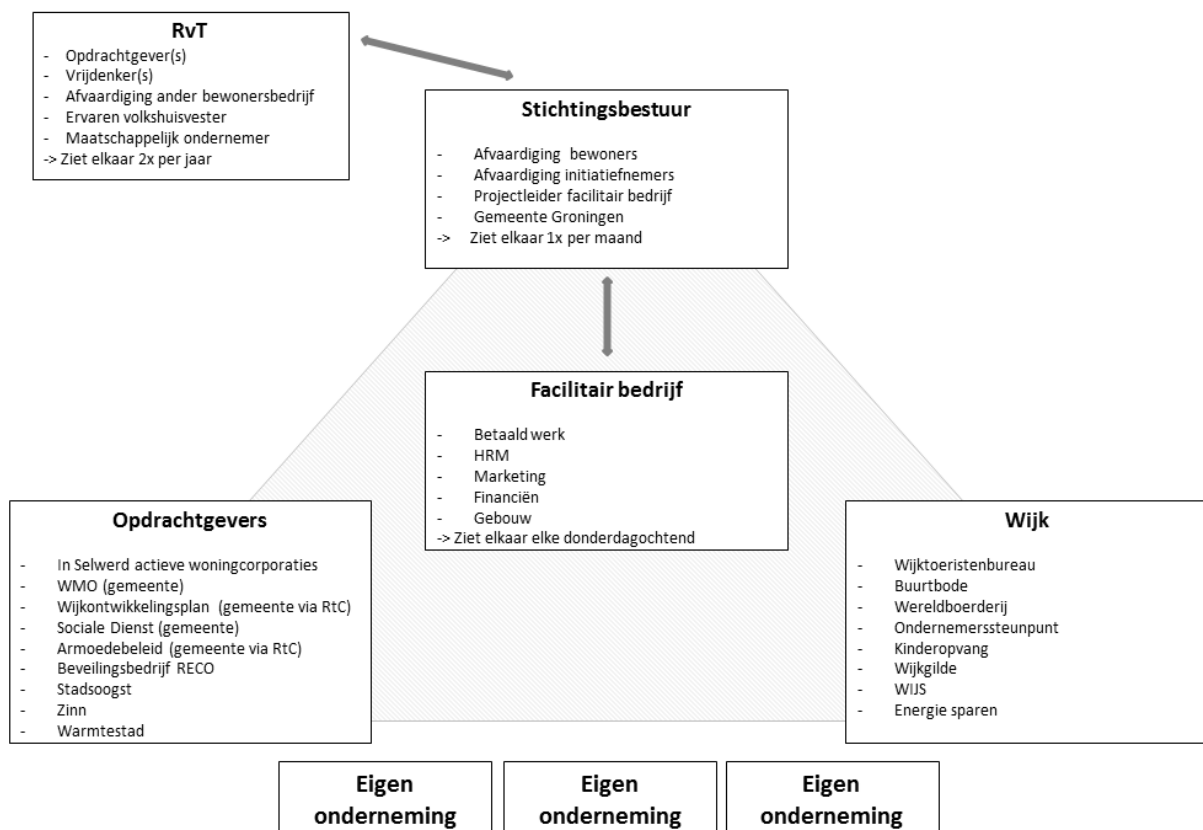 RvT
- Opdrachtgever(s)
- Vrijdenker(s)
- Afvaardiging ander bewonersbedrijf
- Ervaren volkshuisvester
- Maatschappelijk ondernemer
-> Ziet elkaar 2x per jaar
Stichtingsbestuur
- Afvaardiging bewoners
- Afvaardiging initiatiefnemers
- Projectleider facilitair bedrijf
- Gemeente Groningen
-> Ziet elkaar 1x per maand
Facilitair bedrijf
- Betaald werk
- HRM
- Marketing
- Financiën
- Gebouw
-> Ziet elkaar elke donderdagochtend
Opdrachtgevers
- In Selwerd actieve woningcorporaties
- WMO (gemeente)
- Wijkontwikkelingsplan (gemeente via RtC)
- Sociale Dienst (gemeente)
- Armoedebeleid (gemeente via RtC)
- Beveilingsbedrijf RECO
- Stadsoogst
- Zinn
- Warmtestad
Wijk
- Wijktoeristenbureau
- Buurtbode
- Wereldboerderij
- Ondernemerssteunpunt
- Kinderopvang
- Wijkgilde
- WIJS
- Energie sparen
Eigen
onderneming
Eigen
onderneming
Eigen
onderneming